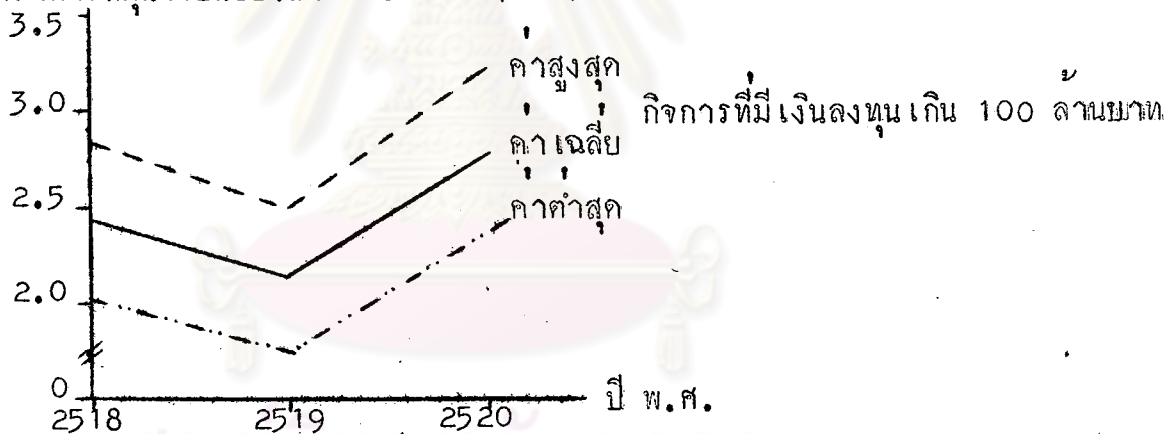 3.5
ค่าสูงสุด
3.0
กิจการที่มีเงินลงทุนเกิน 100 ล้านบาท
ค่าเฉลี่ย
2.5
ค่าต่ำสุด
2.0
0
ปี พ.ศ.
2518 2519 2520